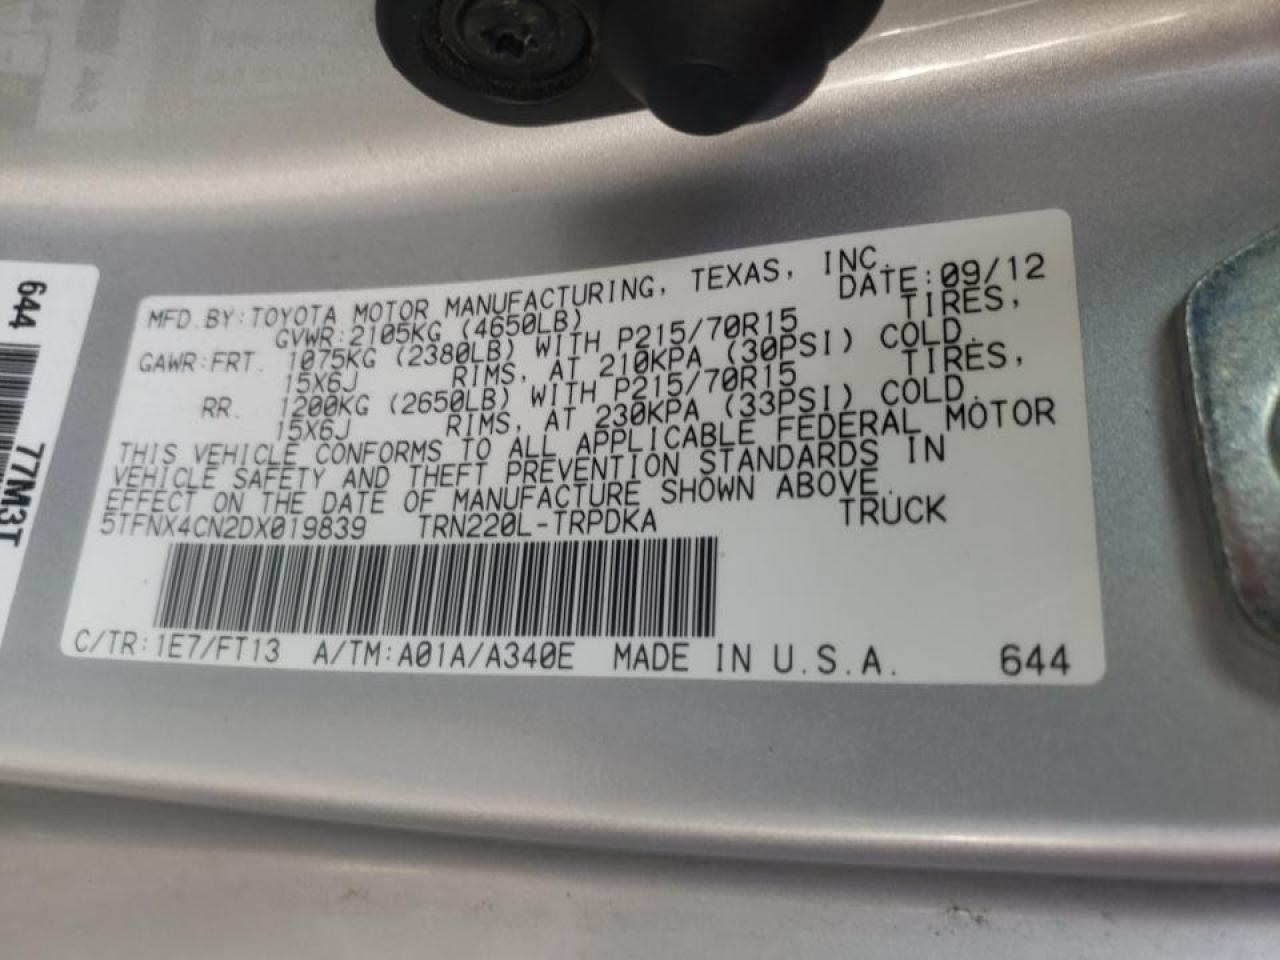 MFD.BY:TOYOTA MOTOR MANUFACTURING, TEXAS, INC.
GVWR:2105KG (4650LB) DATE:09/12
GAWR:FRT. 1075KG (2380LB) WITH P215/70R15 TIRES,
15X6J RIMS, AT 210KPA (30PSI) COLD.
RR. 1200KG (2650LB) WITH P215/70R15 TIRES,
15X6J RIMS, AT 230KPA (33PSI) COLD.
THIS VEHICLE CONFORMS TO ALL APPLICABLE FEDERAL MOTOR
VEHICLE SAFETY AND THEFT PREVENTION STANDARDS IN
EFFECT ON THE DATE OF MANUFACTURE SHOWN ABOVE.
5TFNX4CN2DX019839 TRN220L-TRPDKA TRUCK
C/TR:1E7/FT13 A/TM:A01A/A340E MADE IN U.S.A. 644
644
77M3T